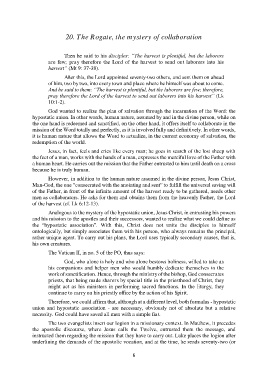 20. The Rogate, the mystery of collaboration
Then he said to his disciples: "The harvest is plentiful, but the laborers
are few; pray therefore the Lord of the harvest to send out laborers into his
harvest" (Mt 9: 37-38).
After this, the Lord appointed seventy-two others, and sent them on ahead
of him, two by two, into every town and place where he himself was about to come.
And he said to them: "The harvest is plentiful, but the laborers are few; therefore,
pray therefore the Lord of the harvest to send out laborers into his harvest" (Lk
10:1-2).
God wanted to realize the plan of salvation through the incarnation of the Word: the
hypostatic union. In other words, human nature, assumed by and in the divine person, while on
the one hand is redeemed and sanctified, on the other hand, it offers itself to collaborate in the
mission of the Word totally and perfectly, as it is involved fully and definitively. In other words,
it is human nature that allows the Word to actualize, in the current economy of salvation, the
redemption of the world.
Jesus, in fact, feels and cries like every man; he goes in search of the lost sheep with
the feet of a man, works with the hands of a man, expresses the merciful love of the Father with
a human heart. He carries out the mission that the Father entrusted to him until death on a cross
because he is truly human.
However, in addition to the human nature assumed in the divine person, Jesus Christ,
Man-God, the one "consecrated with the anointing and sent" to fulfill the universal saving will
of the Father, in front of the infinite amount of the harvest ready to be gathered, needs other
men as collaborators. He asks for them and obtains them from the heavenly Father, the Lord
of the harvest (cf. Lk 6:12-13).
Analogous to the mystery of the hypostatic union, Jesus Christ, in entrusting his powers
and his mission to the apostles and their successors, wanted to realize what we could define as
the "hypostatic association". With this, Christ does not unite the disciples to himself
ontologically, but simply associates them with his person, who always remains the principal,
rather unique agent. To carry out his plans, the Lord uses typically secondary causes, that is,
his own creatures.
The Vatican II, in no. 5 of the PO, thus says:
God, who alone is holy and who alone bestows holiness, willed to take as
his companions and helpers men who would humbly dedicate themselves to the
work of sanctification. Hence, through the ministry of the bishop, God consecrates
priests, that being made sharers by special title in the priesthood of Christ, they
might act as his ministers in performing sacred functions. In the liturgy, they
continue to carry on his priestly office by the action of his Spirit.
Therefore, we could affirm that, although at a different level, both formulas - hypostatic
union and hypostatic association - are necessary, obviously not of absolute but a relative
necessity. God could have saved all men with a simple fiat.
The two evangelists insert our logion in a missionary context. In Matthew, it precedes
the apostolic discourse, where Jesus calls the Twelve, entrusted them the message, and
instructed them regarding the mission that they have to carry out. Luke places the logion after
underlining the demands of the apostolic vocation, and at the time, he sends seventy-two (or
6